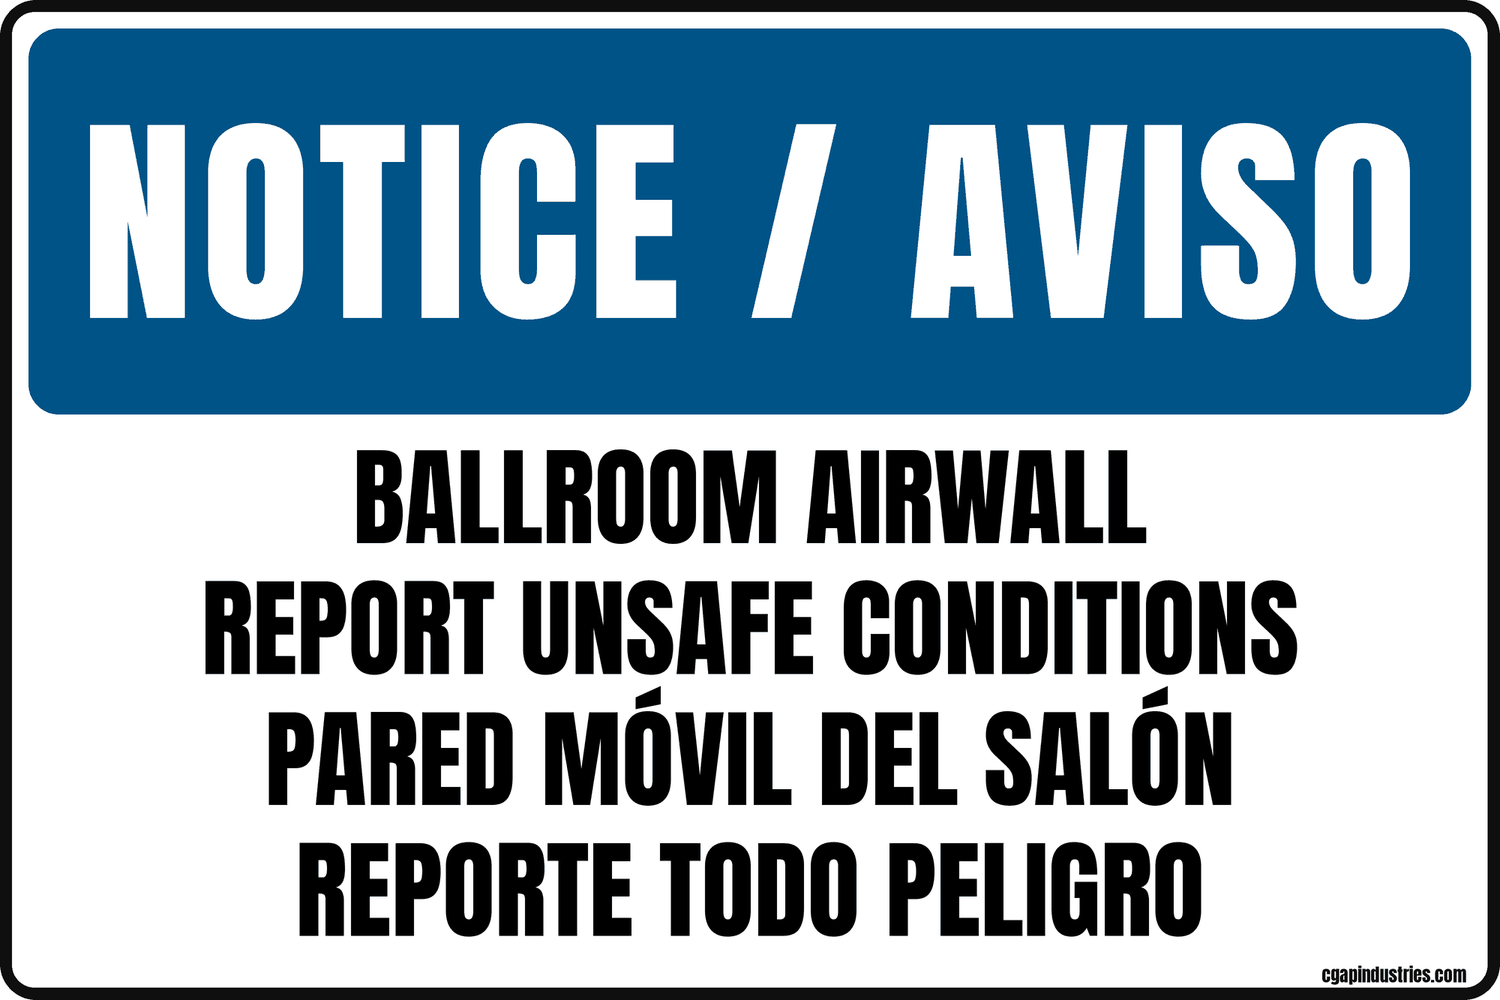 NOTICE / AVISO
BALLROOM AIRWALL
REPORT UNSAFE CONDITIONS
PARED MÓVIL DEL SALÓN
REPORTE TODO PELIGRO
cgapindustries.com